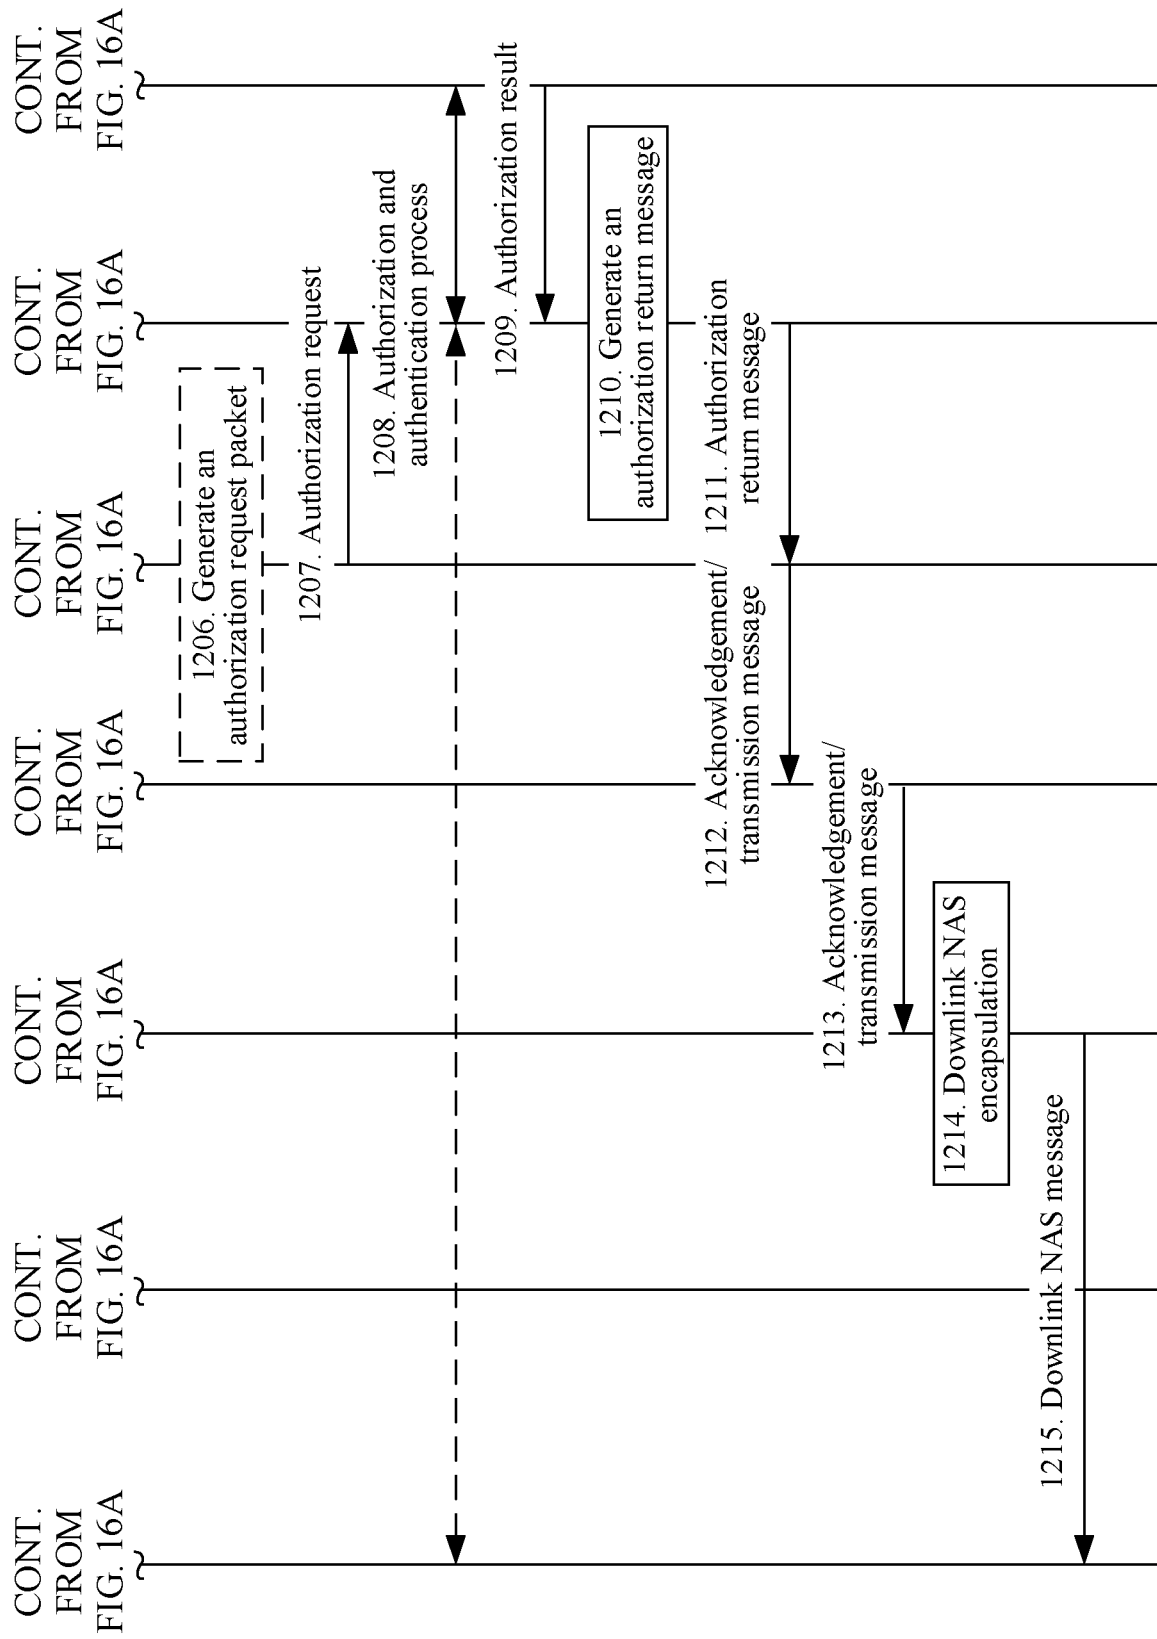 CONT.
FROM
FIG. 16A
CONT.
FROM
FIG. 16A
CONT.
FROM
FIG. 16A
CONT.
FROM
FIG. 16A
CONT.
FROM
FIG. 16A
CONT.
FROM
FIG. 16A
CONT.
FROM
FIG. 16A
1206. Generate an
authorization request packet
1207. Authorization request
1208. Authorization and
authentication process
1209. Authorization result
1210. Generate an
authorization return message
1211. Authorization
return message
1212. Acknowledgement/
transmission message
1213. Acknowledgement/
transmission message
1214. Downlink NAS
encapsulation
1215. Downlink NAS message